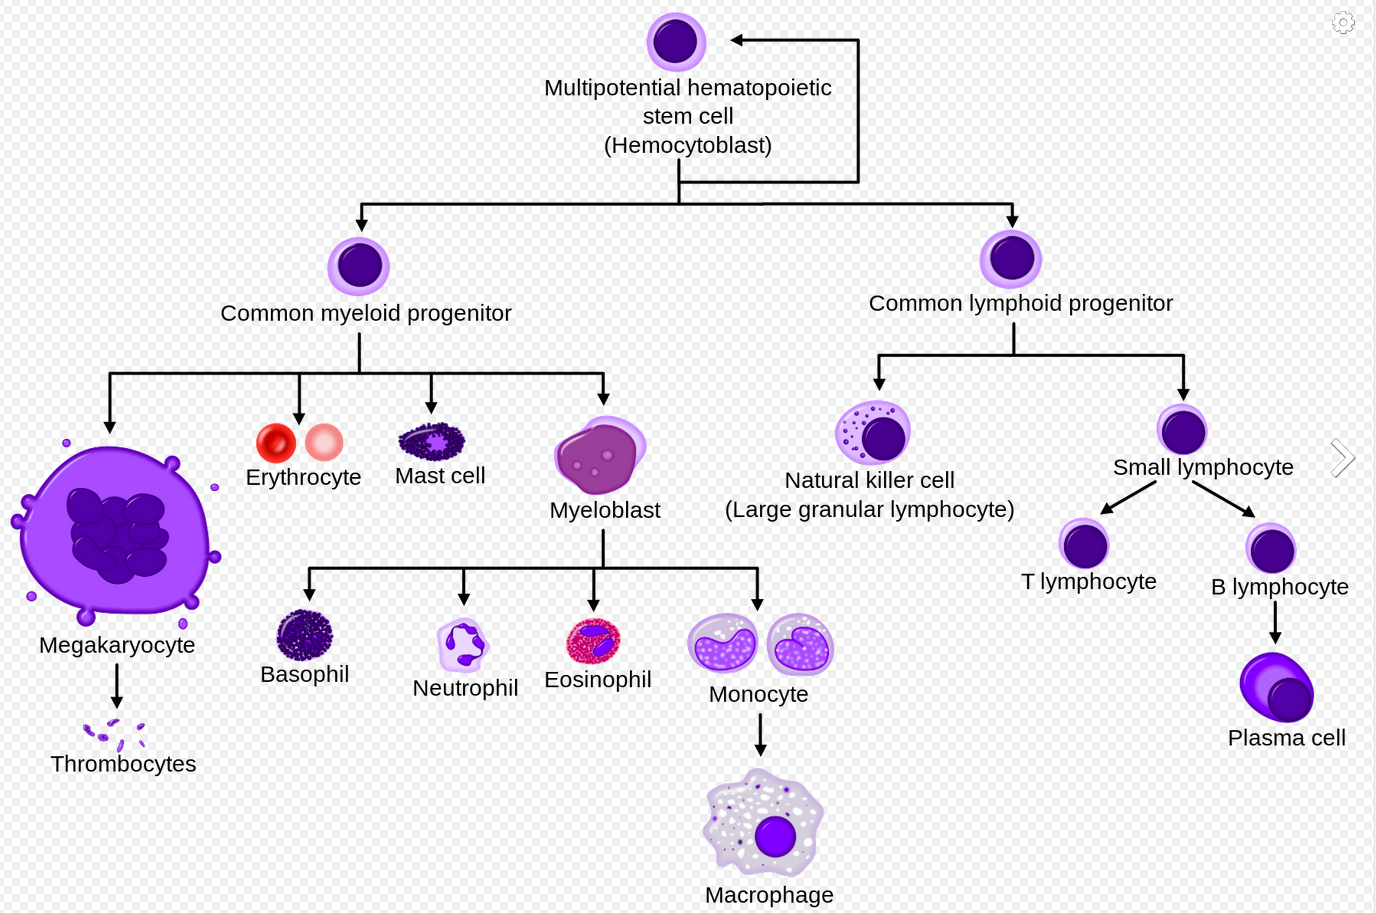 Multipotential hematopoietic
stem cell
(Hemocytoblast)
Common myeloid progenitor
Common lymphoid progenitor
Erythrocyte
Mast cell
Myeloblast
Natural killer cell
(Large granular lymphocyte)
Small lymphocyte
T lymphocyte
B lymphocyte
Megakaryocyte
Basophil
Neutrophil
Eosinophil
Monocyte
Plasma cell
Thrombocytes
Macrophage